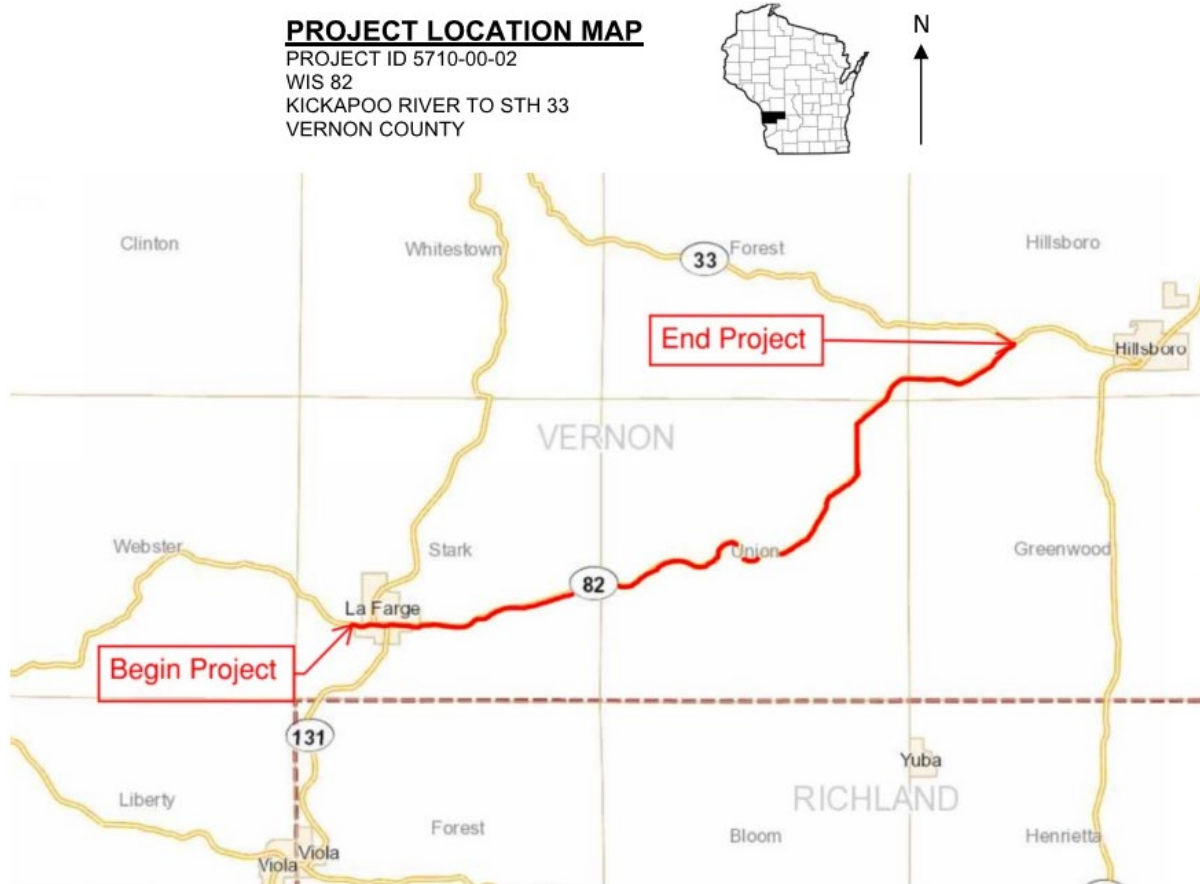 PROJECT LOCATION MAP
PROJECT ID 5710-00-02
WIS 82
KICKAPOO RIVER TO STH 33
VERNON COUNTY
N
Clinton
Whitestown
33
Forest
Hillsboro
End Project
Hillsboro
VERNON
Webster
Stark
Union
Greenwood
82
La Farge
Begin Project
131
Yuba
Liberty
RICHLAND
Forest
Bloom
Henrietta
Viola
Viola